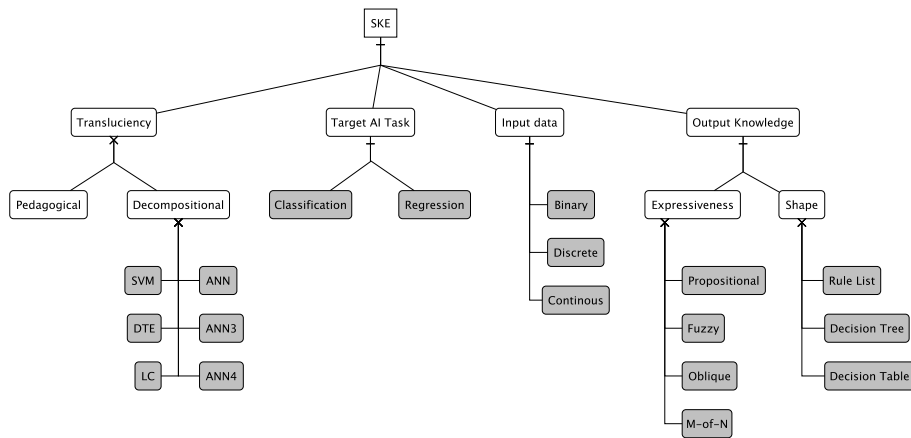 SKE
Transluciency
Target AI Task
Input data
Output Knowledge
Pedagogical
Decompositional
Classification
Regression
Binary
Expressiveness
Shape
Discrete
SVM
ANN
Continous
Propositional
Rule List
DTE
ANN3
Fuzzy
Decision Tree
LC
ANN4
Oblique
Decision Table
M-of-N